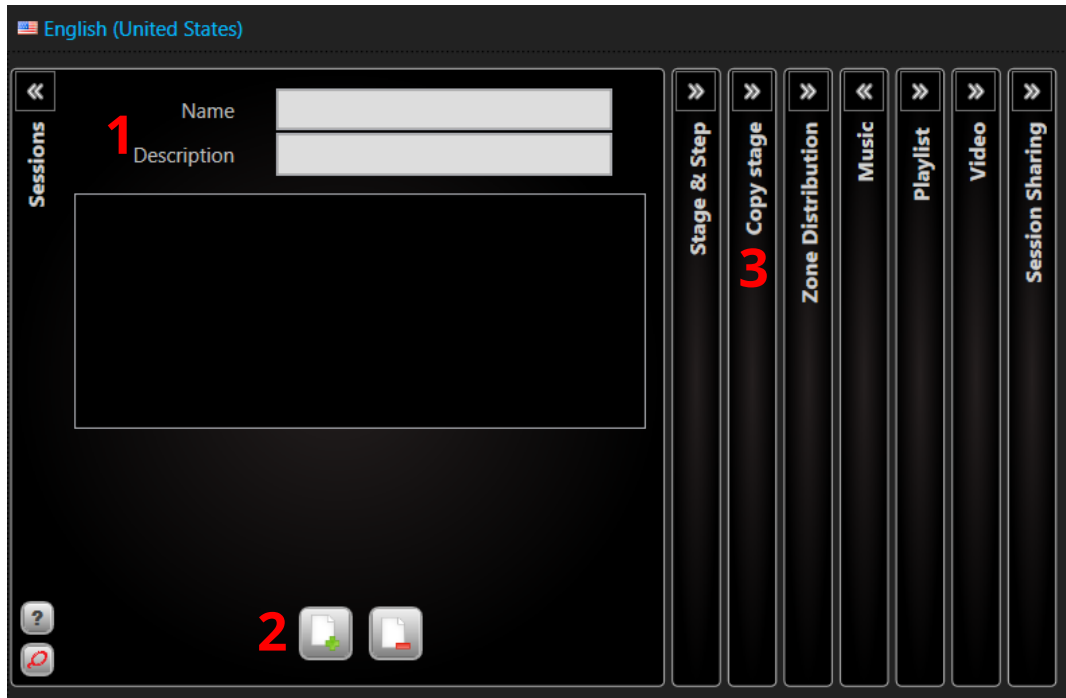 English (United States)
«
Sessions
1
Name
Description
2
?
»
Stage & Step
»
Copy stage
3
»
Zone Distribution
«
Music
»
Playlist
»
Video
»
Session Sharing